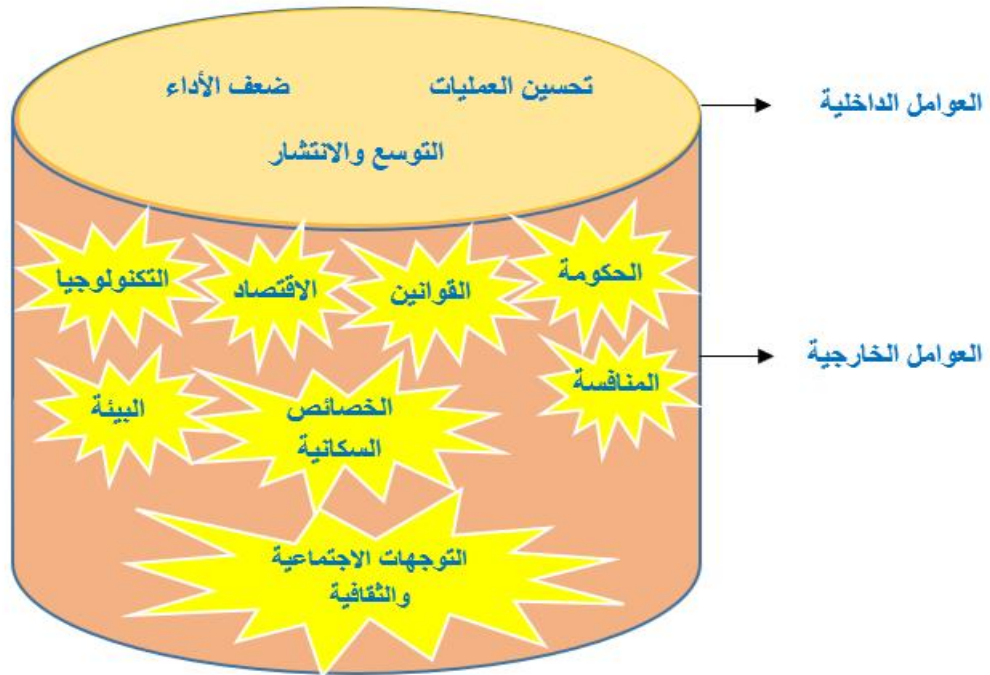 تحسين العمليات
ضعف الأداء
العوامل الداخلية
التوسع والانتشار
الحكومة
القوانين
الاقتصاد
التكنولوجيا
العوامل الخارجية
المنافسة
الخصائص
السكانية
البيئة
التوجهات الاجتماعية
والثقافية